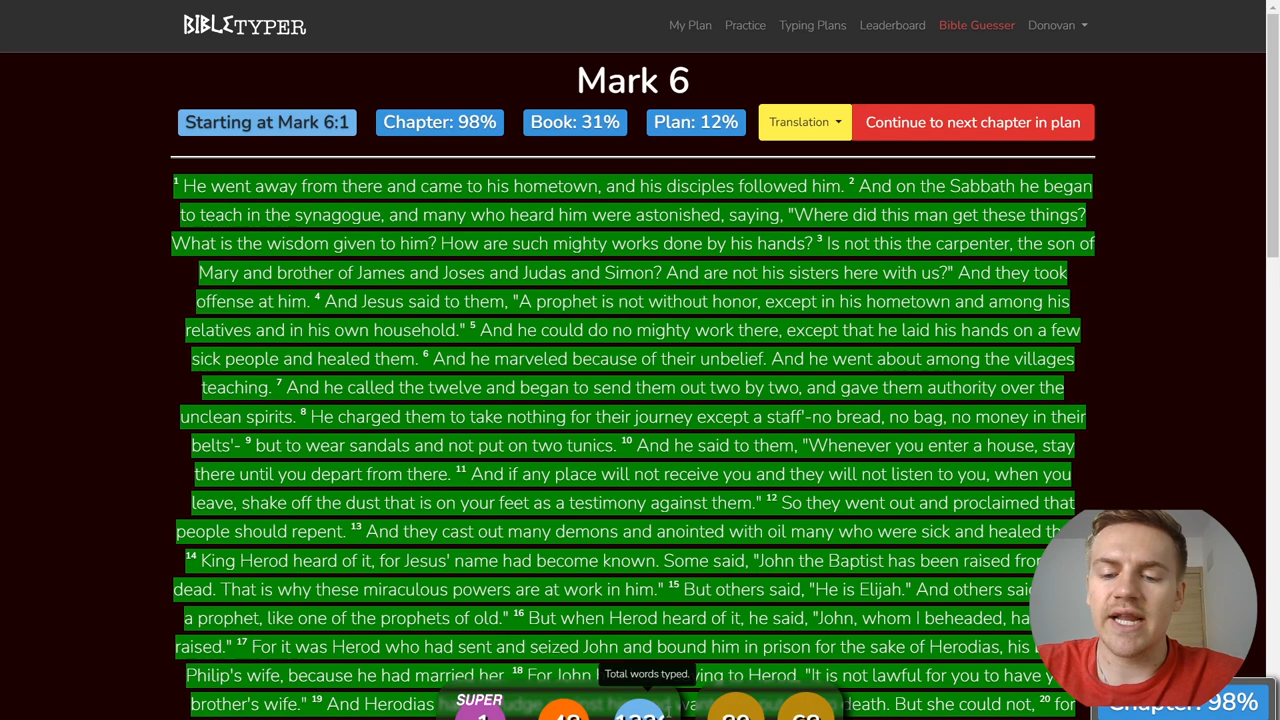 BIBLETYPER
My Plan Practice Typing Plans Leaderboard Bible Guesser Donovan
Mark 6
Starting at Mark 6:1 Chapter: 98% Book: 31% Plan: 12% Translation Continue to next chapter in plan
1 He went away from there and came to his hometown, and his disciples followed him. 2 And on the Sabbath he began
to teach in the synagogue, and many who heard him were astonished, saying, "Where did this man get these things?
What is the wisdom given to him? How are such mighty works done by his hands? 3 Is not this the carpenter, the son of
Mary and brother of James and Joses and Judas and Simon? And are not his sisters here with us?" And they took
offense at him. 4 And Jesus said to them, "A prophet is not without honor, except in his hometown and among his
relatives and in his own household." 5 And he could do no mighty work there, except that he laid his hands on a few
sick people and healed them. 6 And he marveled because of their unbelief. And he went about among the villages
teaching. 7 And he called the twelve and began to send them out two by two, and gave them authority over the
unclean spirits. 8 He charged them to take nothing for their journey except a staff'-no bread, no bag, no money in their
belts'- 9 but to wear sandals and not put on two tunics. 10 And he said to them, "Whenever you enter a house, stay
there until you depart from there. 11 And if any place will not receive you and they will not listen to you, when you
leave, shake off the dust that is on your feet as a testimony against them." 12 So they went out and proclaimed that
people should repent. 13 And they cast out many demons and anointed with oil many who were sick and healed
14 King Herod heard of it, for Jesus' name had become known. Some said, "John the Baptist has been raised
dead. That is why these miraculous powers are at work in him." 15 But others said, "He is Elijah." And others
a prophet, like one of the prophets of old." 16 But when Herod heard of it, he said, "John, whom I beheaded,
raised." 17 For it was Herod who had sent and seized John and bound him in prison for the sake of Herodias, his
Philip's wife, because he had married her. 18 For John to Herod, "It is not lawful for you to have
Total words typed.
brother's wife." 19 And Herodias death. But she could not, 20 for
SUPER
Chapter: 98%